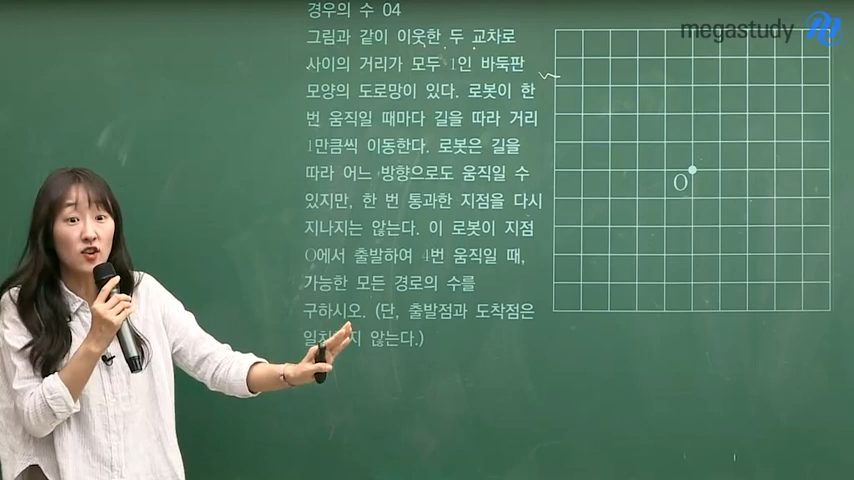 경우의 수 04
그림과 같이 이웃한 두 교차로
사이의 거리가 모두 1인 바둑판
모양의 도로망이 있다. 로봇이 한
번 움직일 때마다 길을 따라 거리
1만큼씩 이동한다. 로봇은 길을
따라 어느 방향으로도 움직일 수
있지만, 한 번 통과한 지점을 다시
지나지는 않는다. 이 로봇이 지점
O에서 출발하여 4번 움직일 때,
가능한 모든 경로의 수를
구하시오. (단, 출발점과 도착점은
않는다.)
megastudy
O